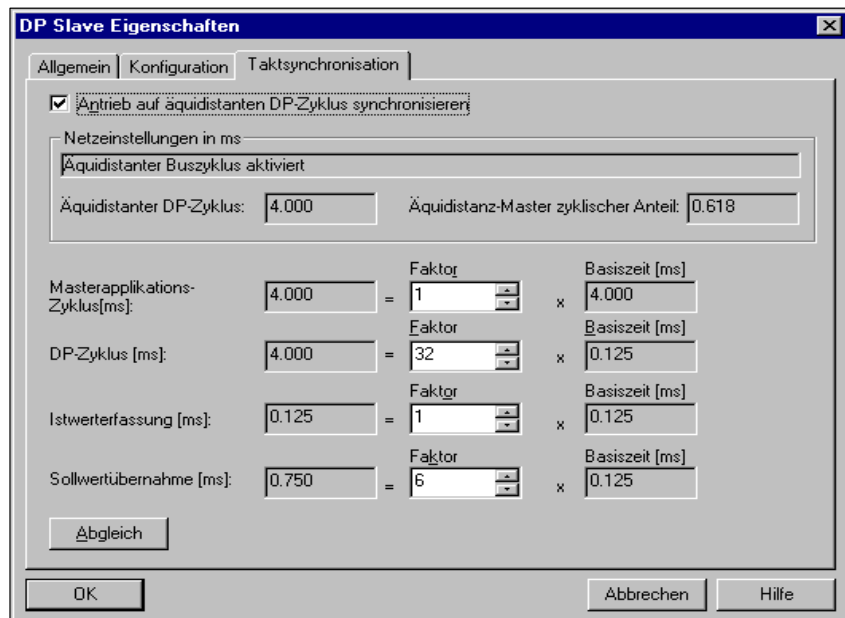 DP Slave Eigenschaften
Allgemein Konfiguration Taktsynchronisation
Antrieb auf äquidistanten DP-Zyklus synchronisieren
Netzeinstellungen in ms
Äquidistanter Buszyklus aktiviert
Äquidistanter DP-Zyklus: 4.000 Äquidistanz-Master zyklischer Anteil: 0.618
Faktor Basiszeit [ms]
Masterapplikations-
Zyklus[ms]: 4.000 = 1 x 4.000
Faktor Basiszeit [ms]
DP-Zyklus [ms]: 4.000 = 32 x 0.125
Faktor Basiszeit [ms]
Istwerterfassung [ms]: 0.125 = 1 x 0.125
Faktor Basiszeit [ms]
Sollwertübernahme [ms]: 0.750 = 6 x 0.125
Abgleich
OK Abbrechen Hilfe